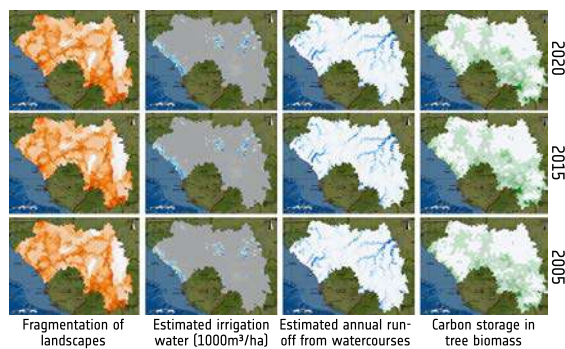 2020
2015
2005
Fragmentation of
landscapes
Estimated irrigation
water (1000m³/ha)
Estimated annual run-
off from watercourses
Carbon storage in
tree biomass